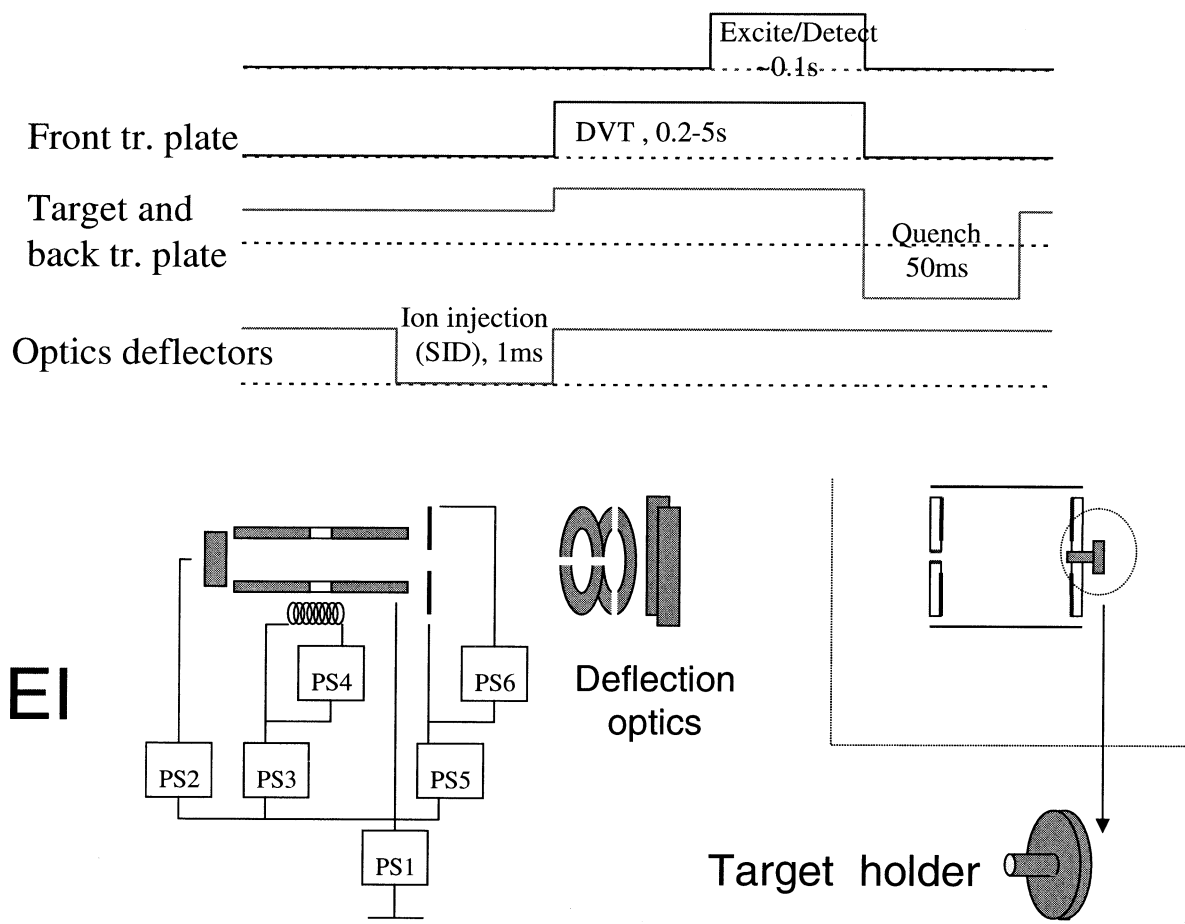 Excite/Detect
~0.1s
Front tr. plate
DVT , 0.2-5s
Target and
back tr. plate
Quench
50ms
Ion injection
(SID), 1ms
Optics deflectors
EI
PS4
PS6
Deflection
optics
PS2
PS3
PS5
PS1
Target holder